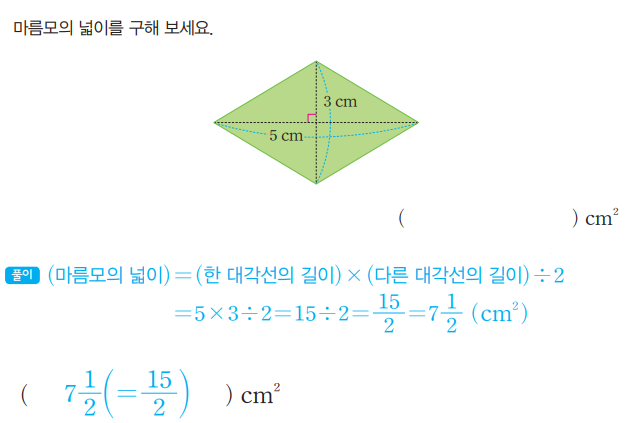 마름모의 넓이를 구해 보세요.
3 cm
5 cm
( ) cm²
풀이 (마름모의 넓이)=(한 대각선의 길이)×(다른 대각선의 길이)÷2
=5×3÷2=15÷2=15/2=7 1/2 (cm²)
( 7 1/2(=15/2) ) cm²